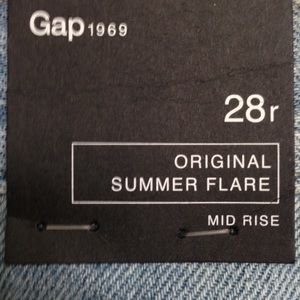 Gap 1969
28r
ORIGINAL
SUMMER FLARE
MID RISE